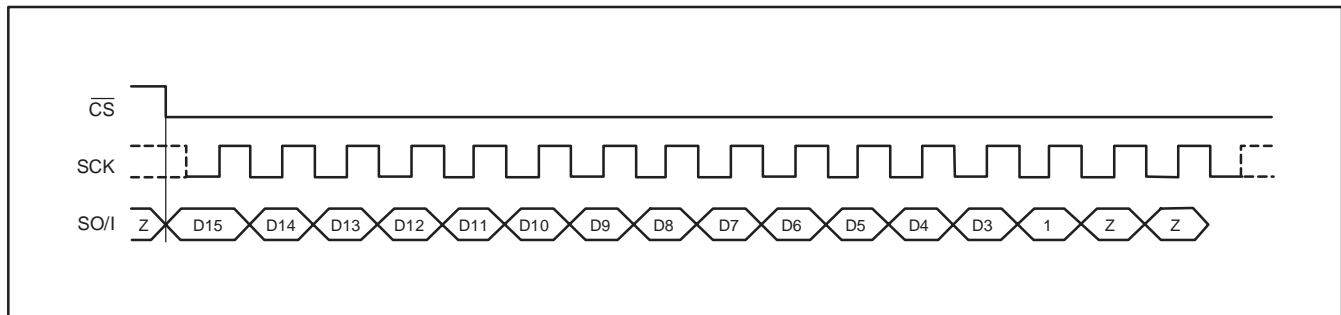 CS
SCK
SO/I Z D15 D14 D13 D12 D11 D10 D9 D8 D7 D6 D5 D4 D3 1 Z Z